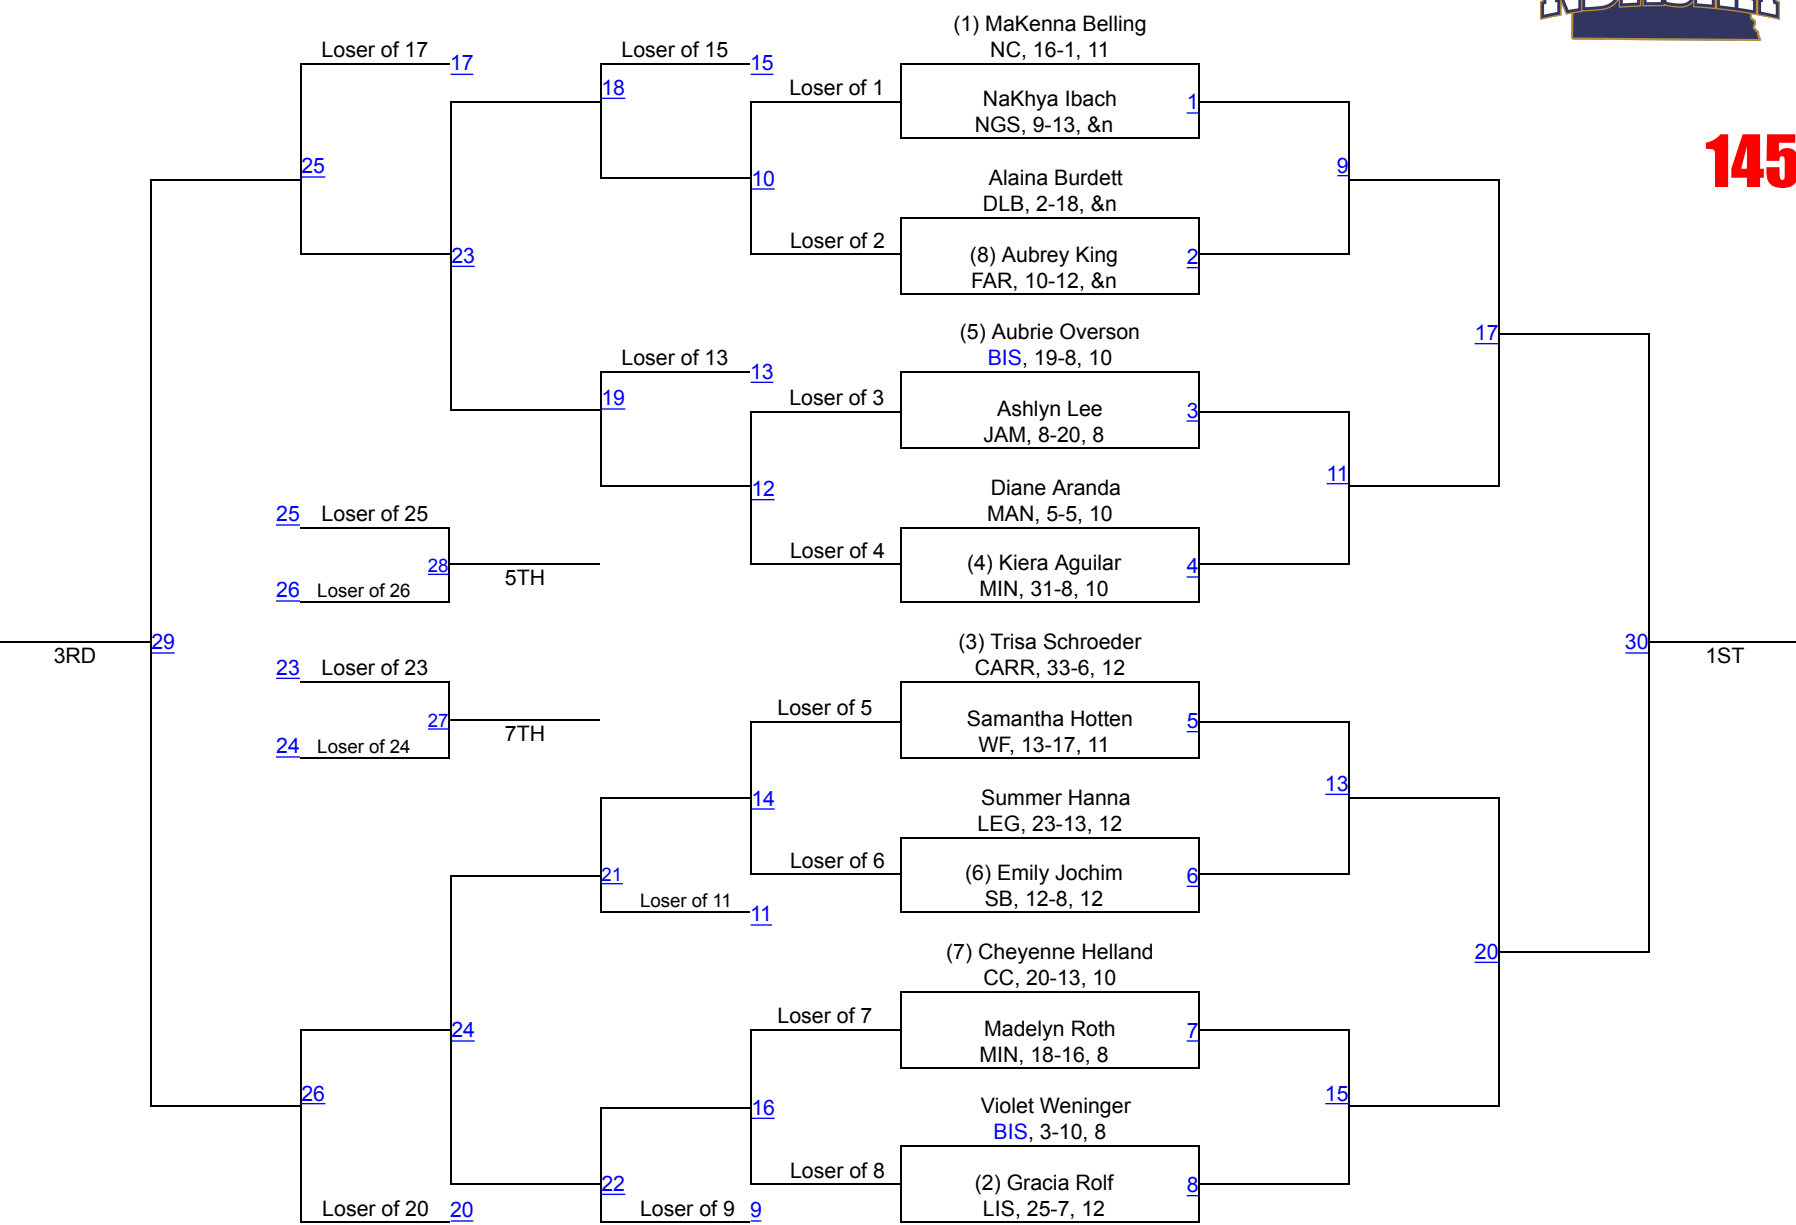 NDHSAA
145
(1) MaKenna Belling
NC, 16-1, 11
Loser of 17
17
Loser of 15
15
18
Loser of 1
NaKhya Ibach
NGS, 9-13, &n
1
25
10
9
Alaina Burdett
DLB, 2-18, &n
23
Loser of 2
(8) Aubrey King
FAR, 10-12, &n
2
(5) Aubrie Overson
BIS, 19-8, 10
17
Loser of 13
13
19
Loser of 3
Ashlyn Lee
JAM, 8-20, 8
3
12
11
Diane Aranda
MAN, 5-5, 10
25
Loser of 25
28
5TH
26
Loser of 26
Loser of 4
(4) Kiera Aguilar
MIN, 31-8, 10
4
3RD
29
(3) Trisa Schroeder
CARR, 33-6, 12
30
1ST
23
Loser of 23
27
7TH
24
Loser of 24
Loser of 5
Samantha Hotten
WF, 13-17, 11
5
14
13
Summer Hanna
LEG, 23-13, 12
21
Loser of 11
11
Loser of 6
(6) Emily Jochim
SB, 12-8, 12
6
(7) Cheyenne Helland
CC, 20-13, 10
20
24
Loser of 7
Madelyn Roth
MIN, 18-16, 8
7
26
16
15
Violet Weninger
BIS, 3-10, 8
22
Loser of 8
(2) Gracia Rolf
LIS, 25-7, 12
8
Loser of 20
20
Loser of 9
9